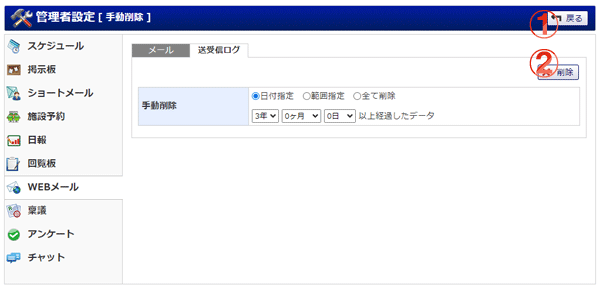 管理者設定 [ 手動削除 ]
① 戻る
スケジュール
掲示板
ショートメール
施設予約
日報
回覧板
WEBメール
稟議
アンケート
チャット
メール 送受信ログ
② 削除
手動削除
日付指定 範囲指定 全て削除
3年 0ヶ月 0日 以上経過したデータ